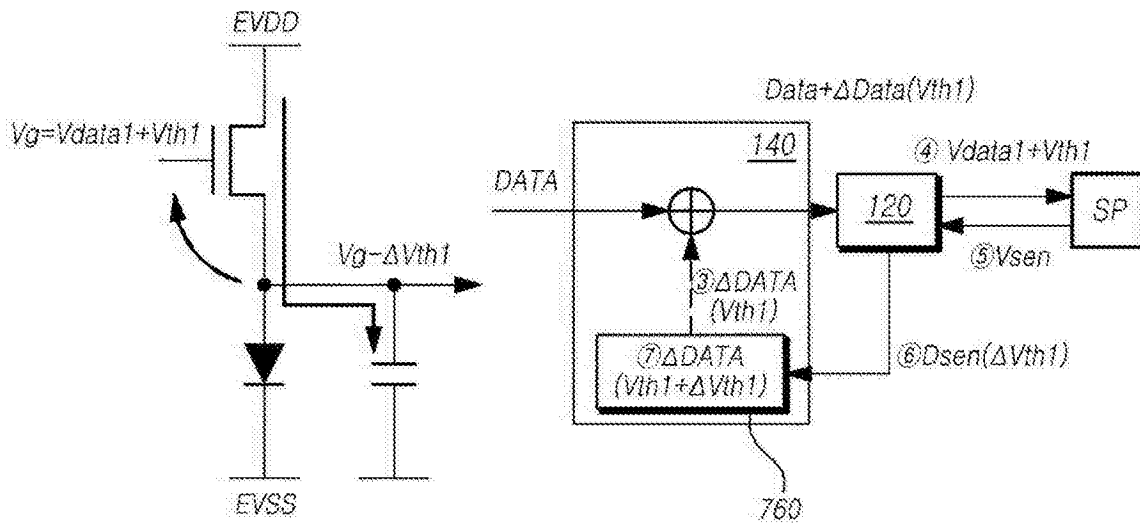 EVDD
Vg=Vdata1+Vth1
Vg-ΔVth1
EVSS
Data+ΔData(Vth1)
140
DATA
④ Vdata1+Vth1
120
SP
⑤Vsen
③ΔDATA
(Vth1)
⑦ΔDATA
(Vth1+ΔVth1)
⑥Dsen(ΔVth1)
760